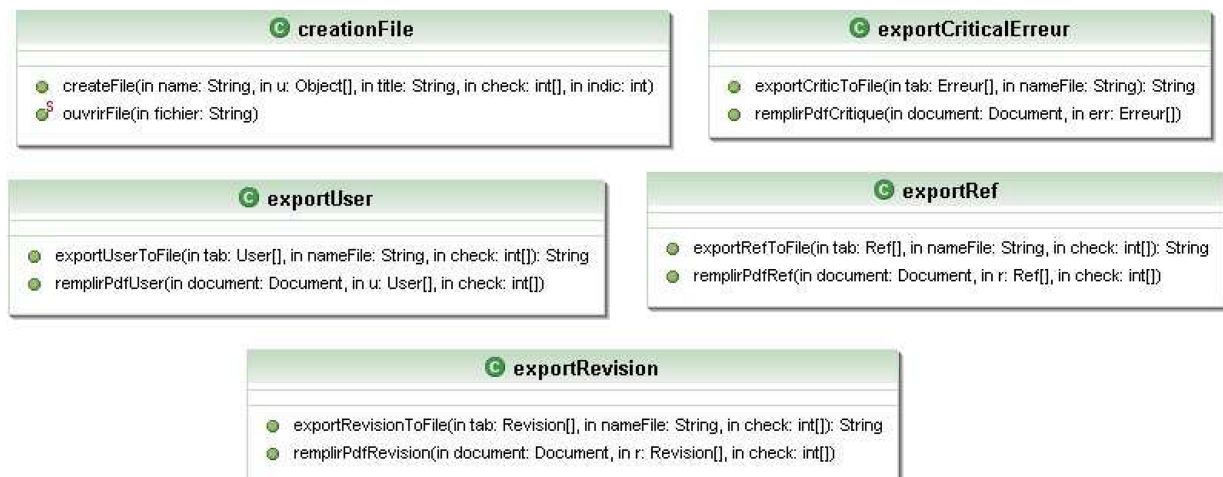 creationFile
createFile(in name: String, in u: Object[], in title: String, in check: int[], in indic: int)
ouvrirFile(in fichier: String)
exportCriticalErreur
exportCriticToFile(in tab: Erreur[], in nameFile: String): String
remplirPdfCritique(in document: Document, in err: Erreur[])
exportUser
exportUserToFile(in tab: User[], in nameFile: String, in check: int[]): String
remplirPdfUser(in document: Document, in u: User[], in check: int[])
exportRef
exportRefToFile(in tab: Ref[], in nameFile: String, in check: int[]): String
remplirPdfRef(in document: Document, in r: Ref[], in check: int[])
exportRevision
exportRevisionToFile(in tab: Revision[], in nameFile: String, in check: int[]): String
remplirPdfRevision(in document: Document, in r: Revision[], in check: int[])